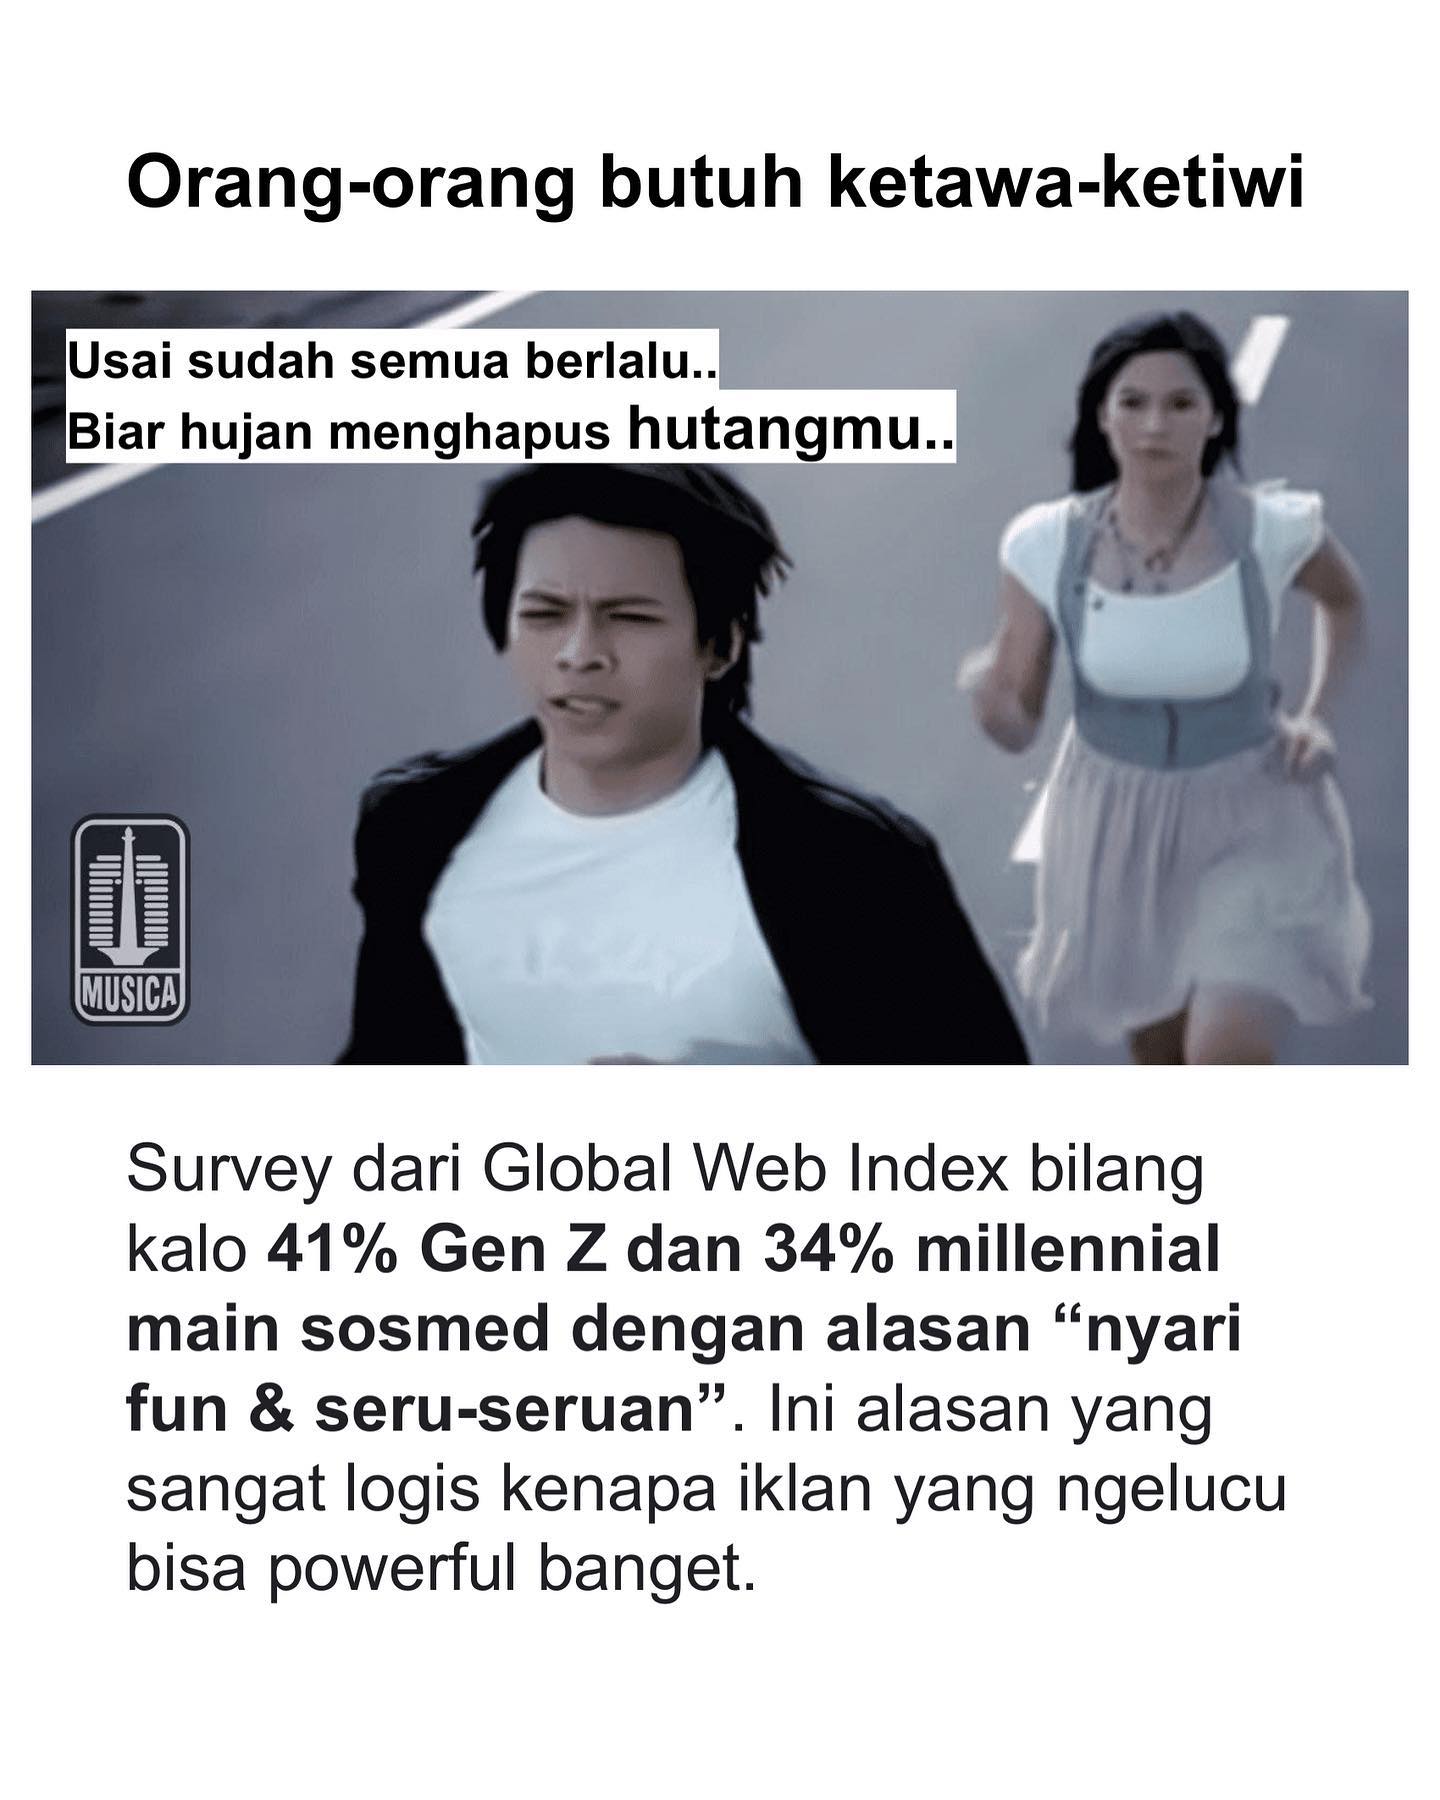 Orang-orang butuh ketawa-ketiwi
Usai sudah semua berlalu..
Biar hujan menghapus hutangmu..
MUSICA
Survey dari Global Web Index bilang
kalo 41% Gen Z dan 34% millennial
main sosmed dengan alasan “nyari
fun & seru-seruan”. Ini alasan yang
sangat logis kenapa iklan yang ngelucu
bisa powerful banget.